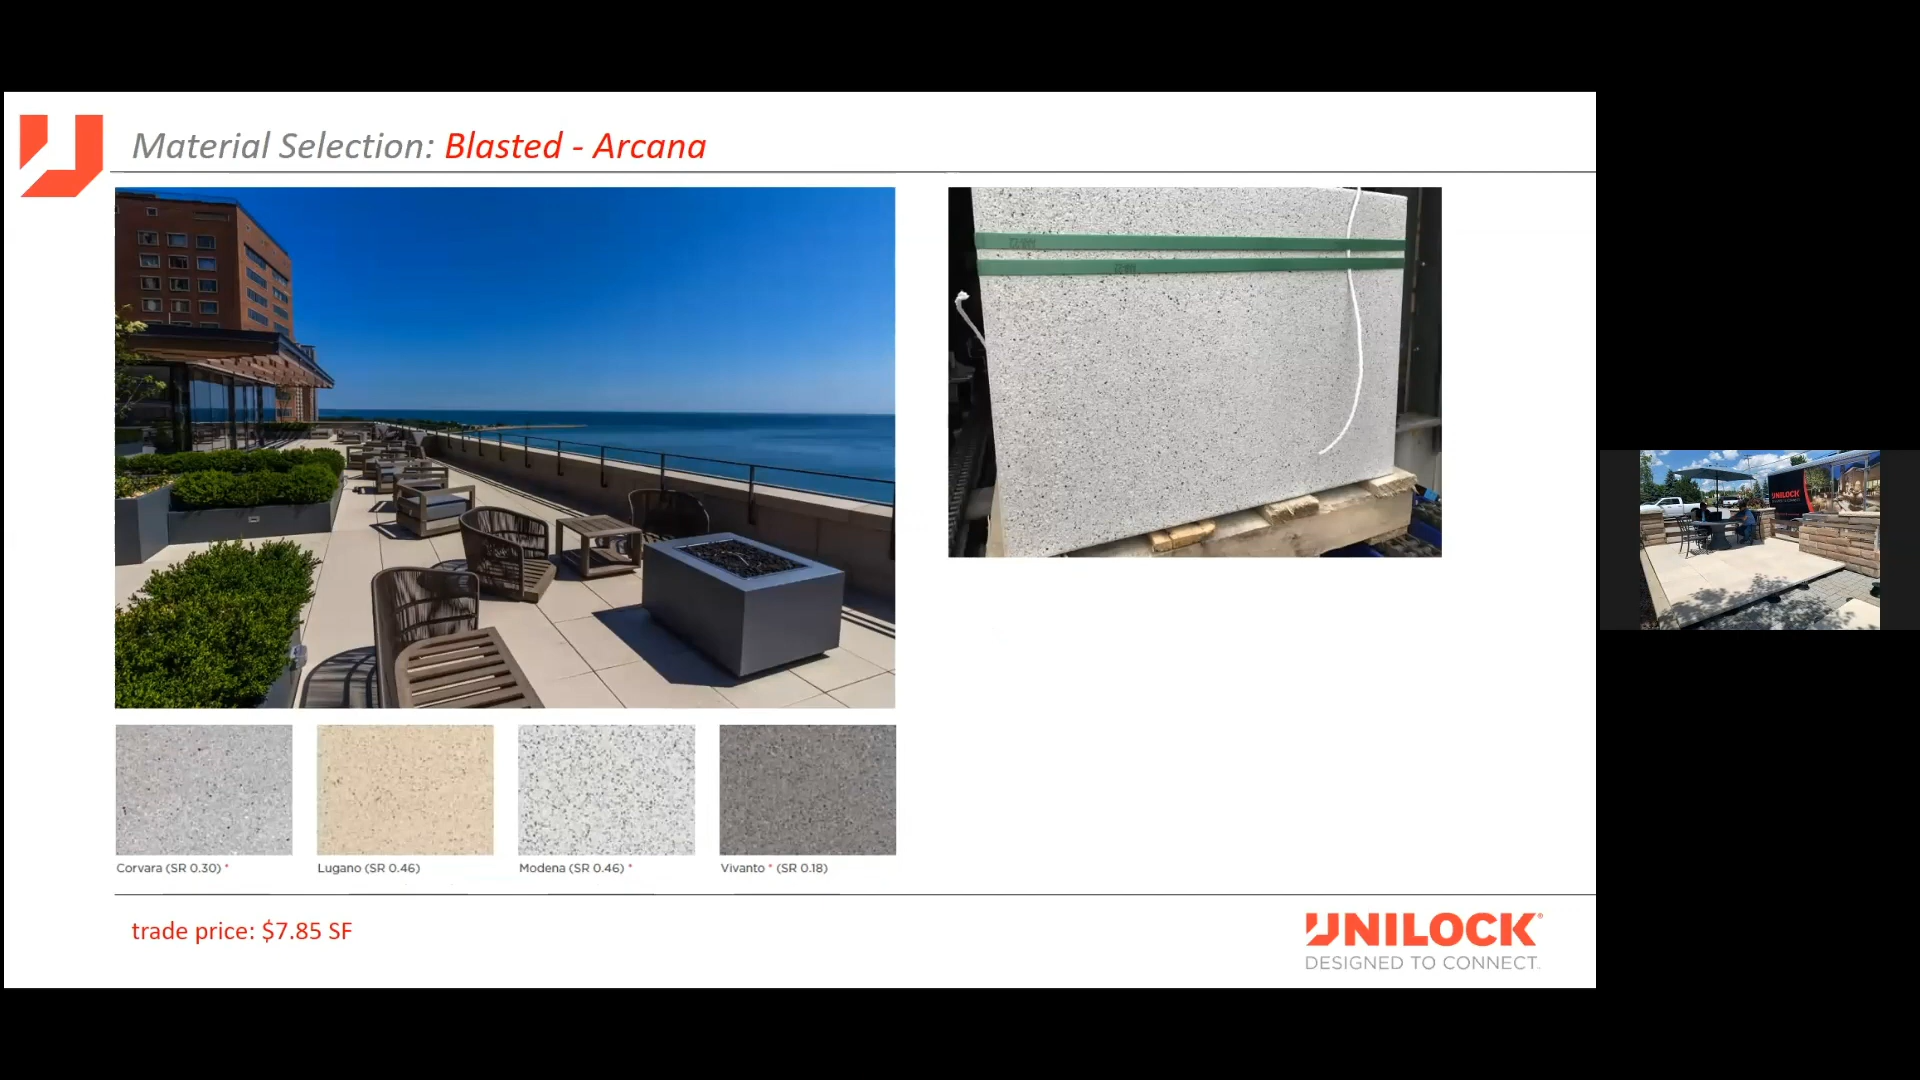 Material Selection: Blasted - Arcana
Corvara (SR 0.30) *
Lugano (SR 0.46)
Modena (SR 0.46) *
Vivanto * (SR 0.18)
trade price: $7.85 SF
UNILOCK®
DESIGNED TO CONNECT.
UNILOCK